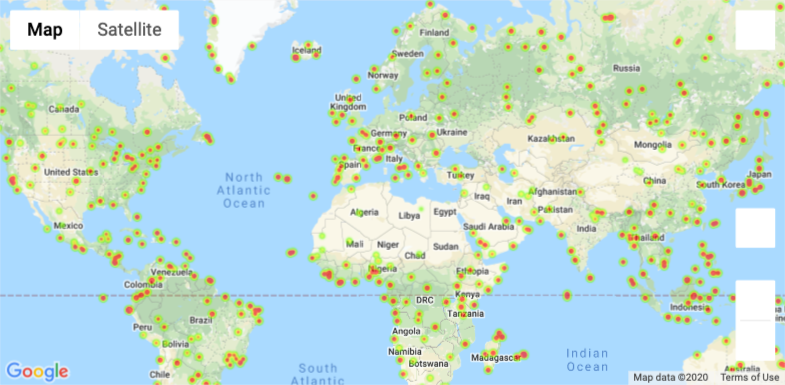 Map Satellite
Iceland
Finland
Sweden
Norway
Russia
United
Kingdom
Canada
Poland
Germany
Ukraine
France
Kazakhstan
Mongolia
Italy
Spain
United States
North
Atlantic
Ocean
Turkey
China
South Korea
Japan
Iraq
Iran
Afghanistan
Pakistan
Algeria
Libya
Egypt
Saudi Arabia
India
Mexico
Mali
Niger
Chad
Sudan
Thailand
Venezuela
Nigeria
Ethiopia
Colombia
DRC
Kenya
Indonesia
Tanzania
Peru
Brazil
Angola
Bolivia
Namibia
Botswana
Madagascar
Indian
Ocean
Chile
South
Atlantic
Australia
Google
Map data ©2020 Terms of Use